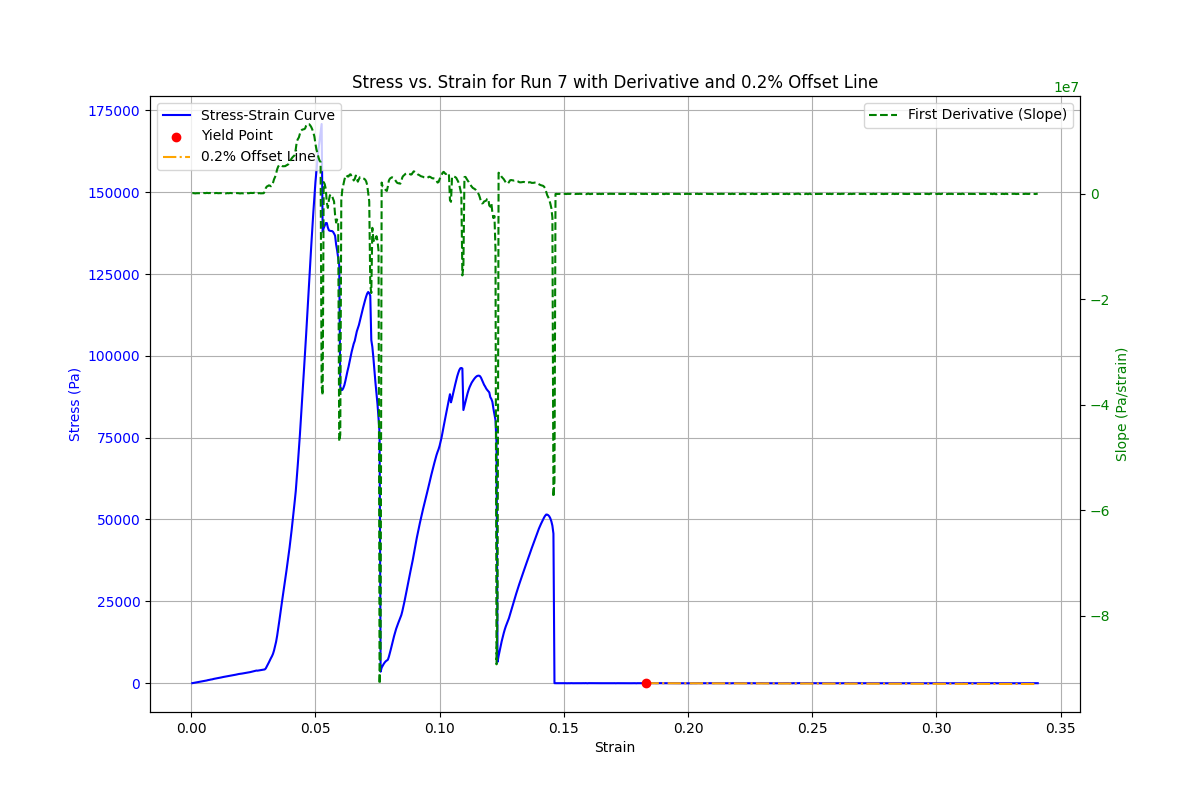 Stress vs. Strain for Run 7 with Derivative and 0.2% Offset Line
1e7
Stress-Strain Curve
Yield Point
0.2% Offset Line
First Derivative (Slope)
175000
150000
125000
100000
75000
50000
25000
0
Stress (Pa)
0
−2
−4
−6
−8
Slope (Pa/strain)
0.00 0.05 0.10 0.15 0.20 0.25 0.30 0.35
Strain